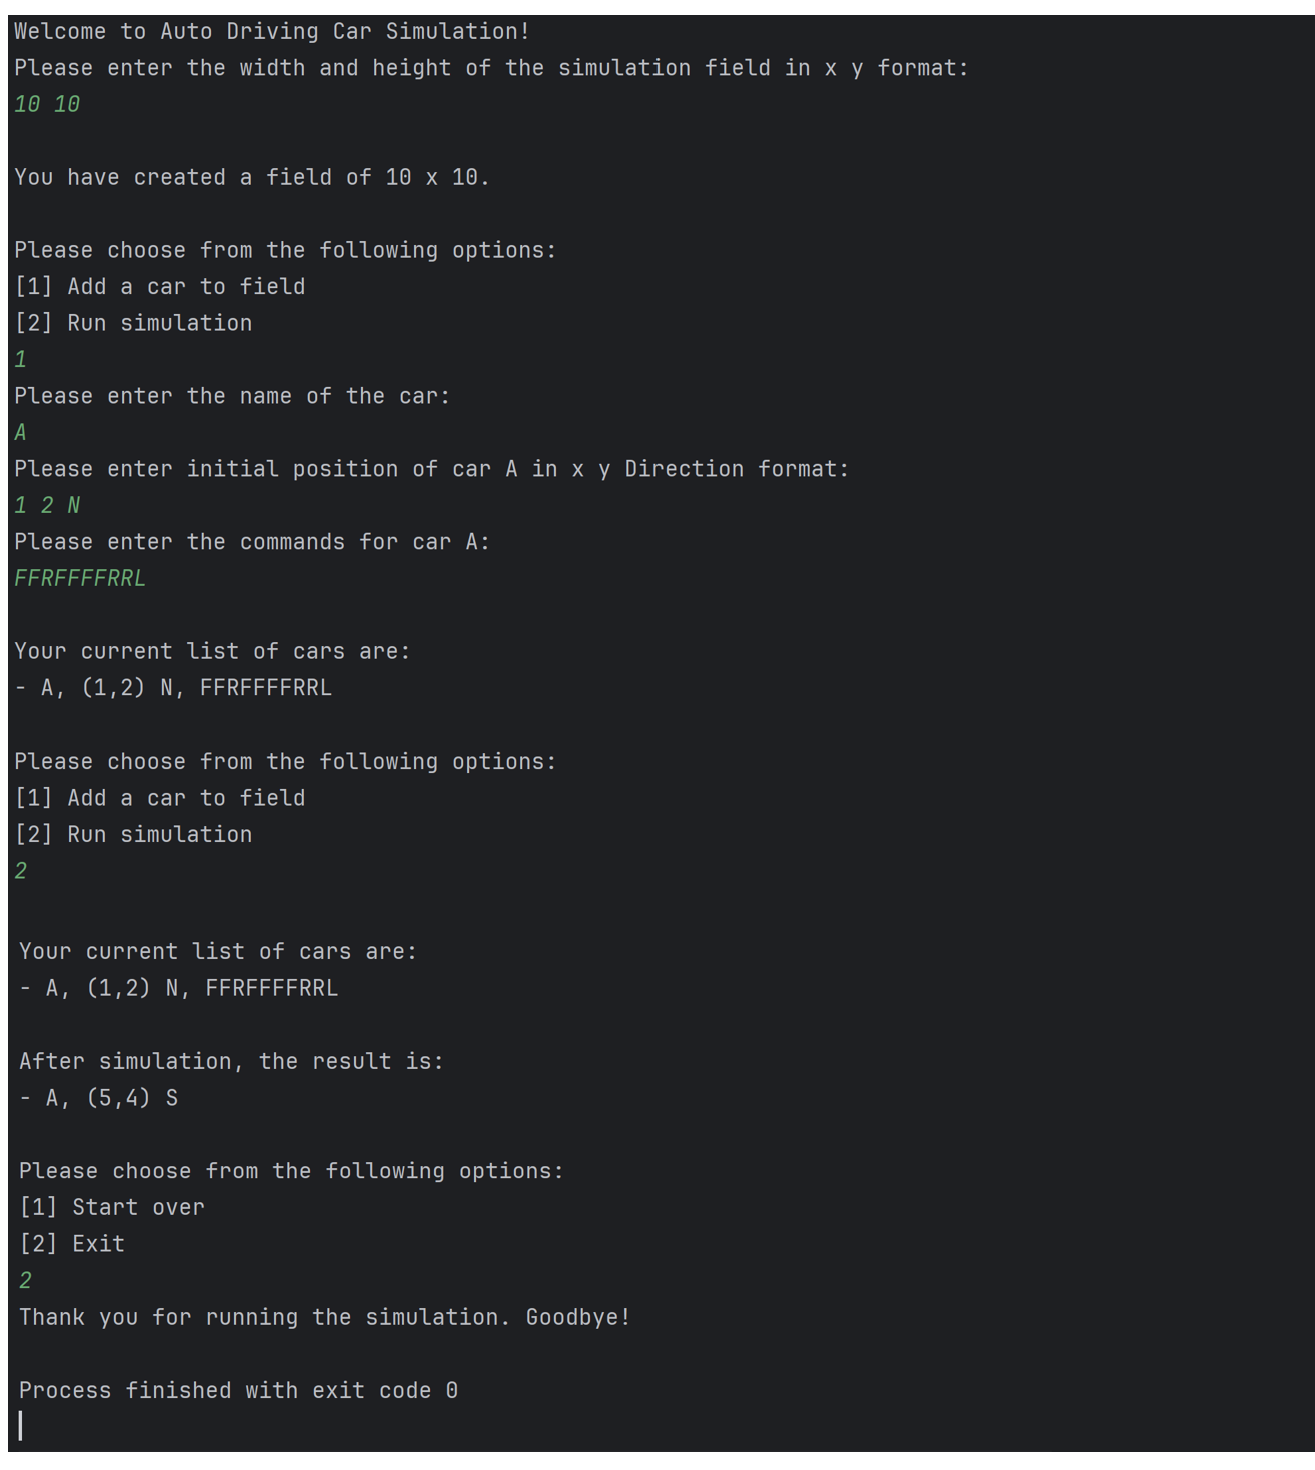 Welcome to Auto Driving Car Simulation!
Please enter the width and height of the simulation field in x y format:
10 10
You have created a field of 10 x 10.
Please choose from the following options:
[1] Add a car to field
[2] Run simulation
1
Please enter the name of the car:
A
Please enter initial position of car A in x y Direction format:
1 2 N
Please enter the commands for car A:
FFRFFFFRRL
Your current list of cars are:
- A, (1,2) N, FFRFFFFRRL
Please choose from the following options:
[1] Add a car to field
[2] Run simulation
2
Your current list of cars are:
- A, (1,2) N, FFRFFFFRRL
After simulation, the result is:
- A, (5,4) S
Please choose from the following options:
[1] Start over
[2] Exit
2
Thank you for running the simulation. Goodbye!
Process finished with exit code 0